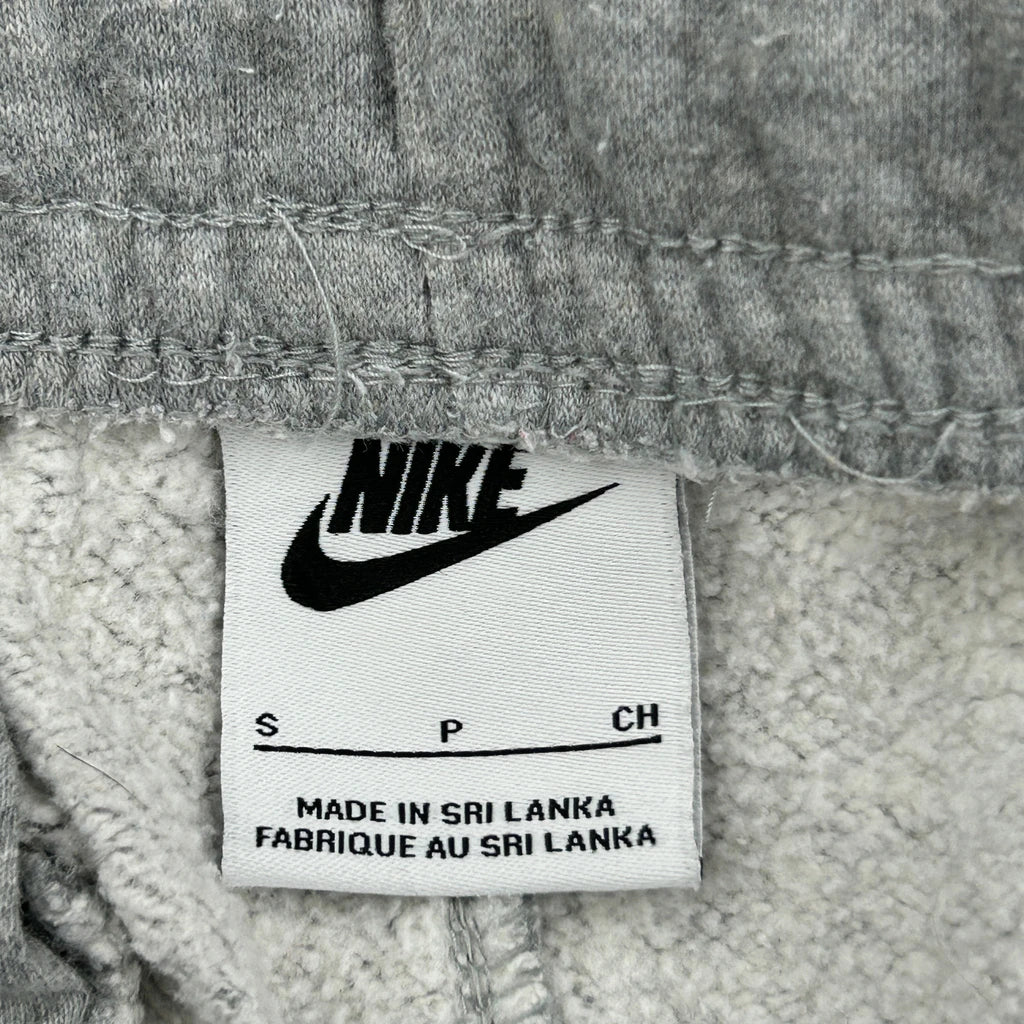 NIKE
S P CH
MADE IN SRI LANKA
FABRIQUE AU SRI LANKA